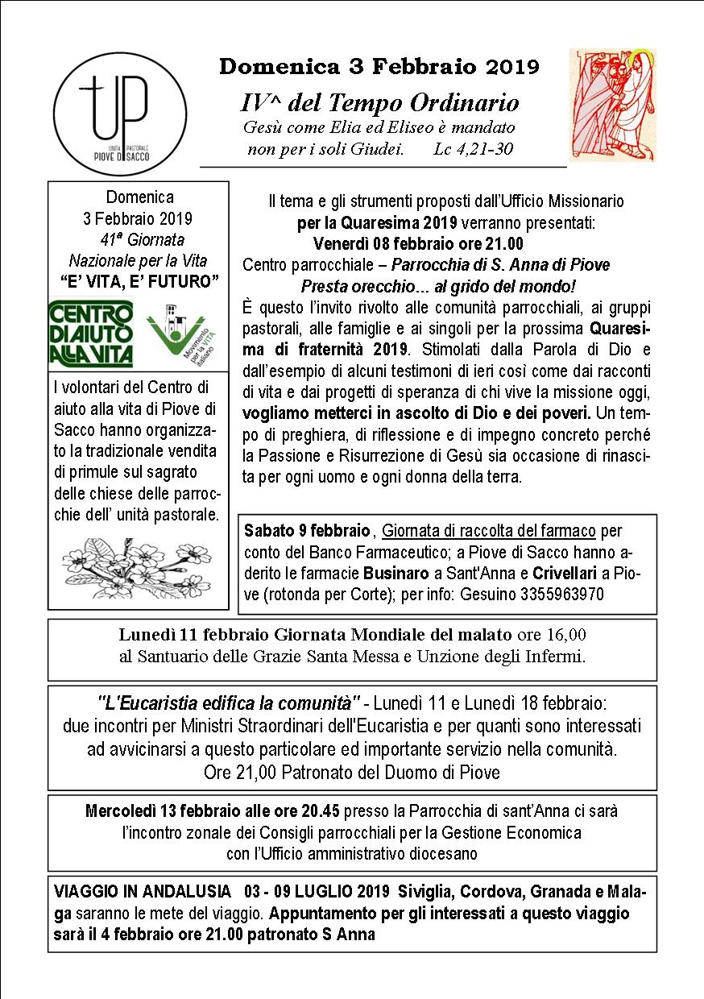 UP
UNITÀ PASTORALE
PIOVE DI SACCO
Domenica 3 Febbraio 2019
IV^ del Tempo Ordinario
Gesù come Elia ed Eliseo è mandato
non per i soli Giudei. Lc 4,21-30
Domenica
3 Febbraio 2019
41ª Giornata
Nazionale per la Vita
“E’ VITA, E’ FUTURO”
CENTRO
DI AIUTO
ALLA VITA
Movimento
per la VITA
italiano
I volontari del Centro di
aiuto alla vita di Piove di
Sacco hanno organizza-
to la tradizionale vendita
di primule sul sagrato
delle chiese delle parroc-
chie dell’ unità pastorale.
Il tema e gli strumenti proposti dall’Ufficio Missionario
per la Quaresima 2019 verranno presentati:
Venerdì 08 febbraio ore 21.00
Centro parrocchiale – Parrocchia di S. Anna di Piove
Presta orecchio… al grido del mondo!
È questo l’invito rivolto alle comunità parrocchiali, ai gruppi
pastorali, alle famiglie e ai singoli per la prossima Quaresi-
ma di fraternità 2019. Stimolati dalla Parola di Dio e
dall’esempio di alcuni testimoni di ieri così come dai racconti
di vita e dai progetti di speranza di chi vive la missione oggi,
vogliamo metterci in ascolto di Dio e dei poveri. Un tem-
po di preghiera, di riflessione e di impegno concreto perché
la Passione e Risurrezione di Gesù sia occasione di rinasci-
ta per ogni uomo e ogni donna della terra.
Sabato 9 febbraio , Giornata di raccolta del farmaco per
conto del Banco Farmaceutico; a Piove di Sacco hanno a-
derito le farmacie Businaro a Sant'Anna e Crivellari a Pio-
ve (rotonda per Corte); per info: Gesuino 3355963970
Lunedì 11 febbraio Giornata Mondiale del malato ore 16,00
al Santuario delle Grazie Santa Messa e Unzione degli Infermi.
"L'Eucaristia edifica la comunità" - Lunedì 11 e Lunedì 18 febbraio:
due incontri per Ministri Straordinari dell'Eucaristia e per quanti sono interessati
ad avvicinarsi a questo particolare ed importante servizio nella comunità.
Ore 21,00 Patronato del Duomo di Piove
Mercoledì 13 febbraio alle ore 20.45 presso la Parrocchia di sant’Anna ci sarà
l’incontro zonale dei Consigli parrocchiali per la Gestione Economica
con l’Ufficio amministrativo diocesano
VIAGGIO IN ANDALUSIA 03 - 09 LUGLIO 2019 Siviglia, Cordova, Granada e Mala-
ga saranno le mete del viaggio. Appuntamento per gli interessati a questo viaggio
sarà il 4 febbraio ore 21.00 patronato S Anna